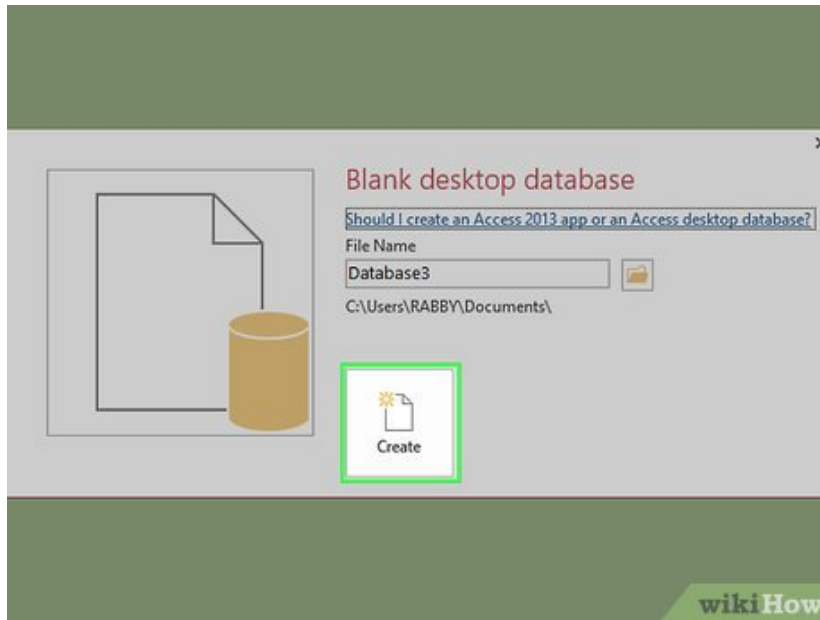 Blank desktop database
Should I create an Access 2013 app or an Access desktop database?
File Name
Database3
C:\Users\RABBY\Documents\
Create
wikiHow